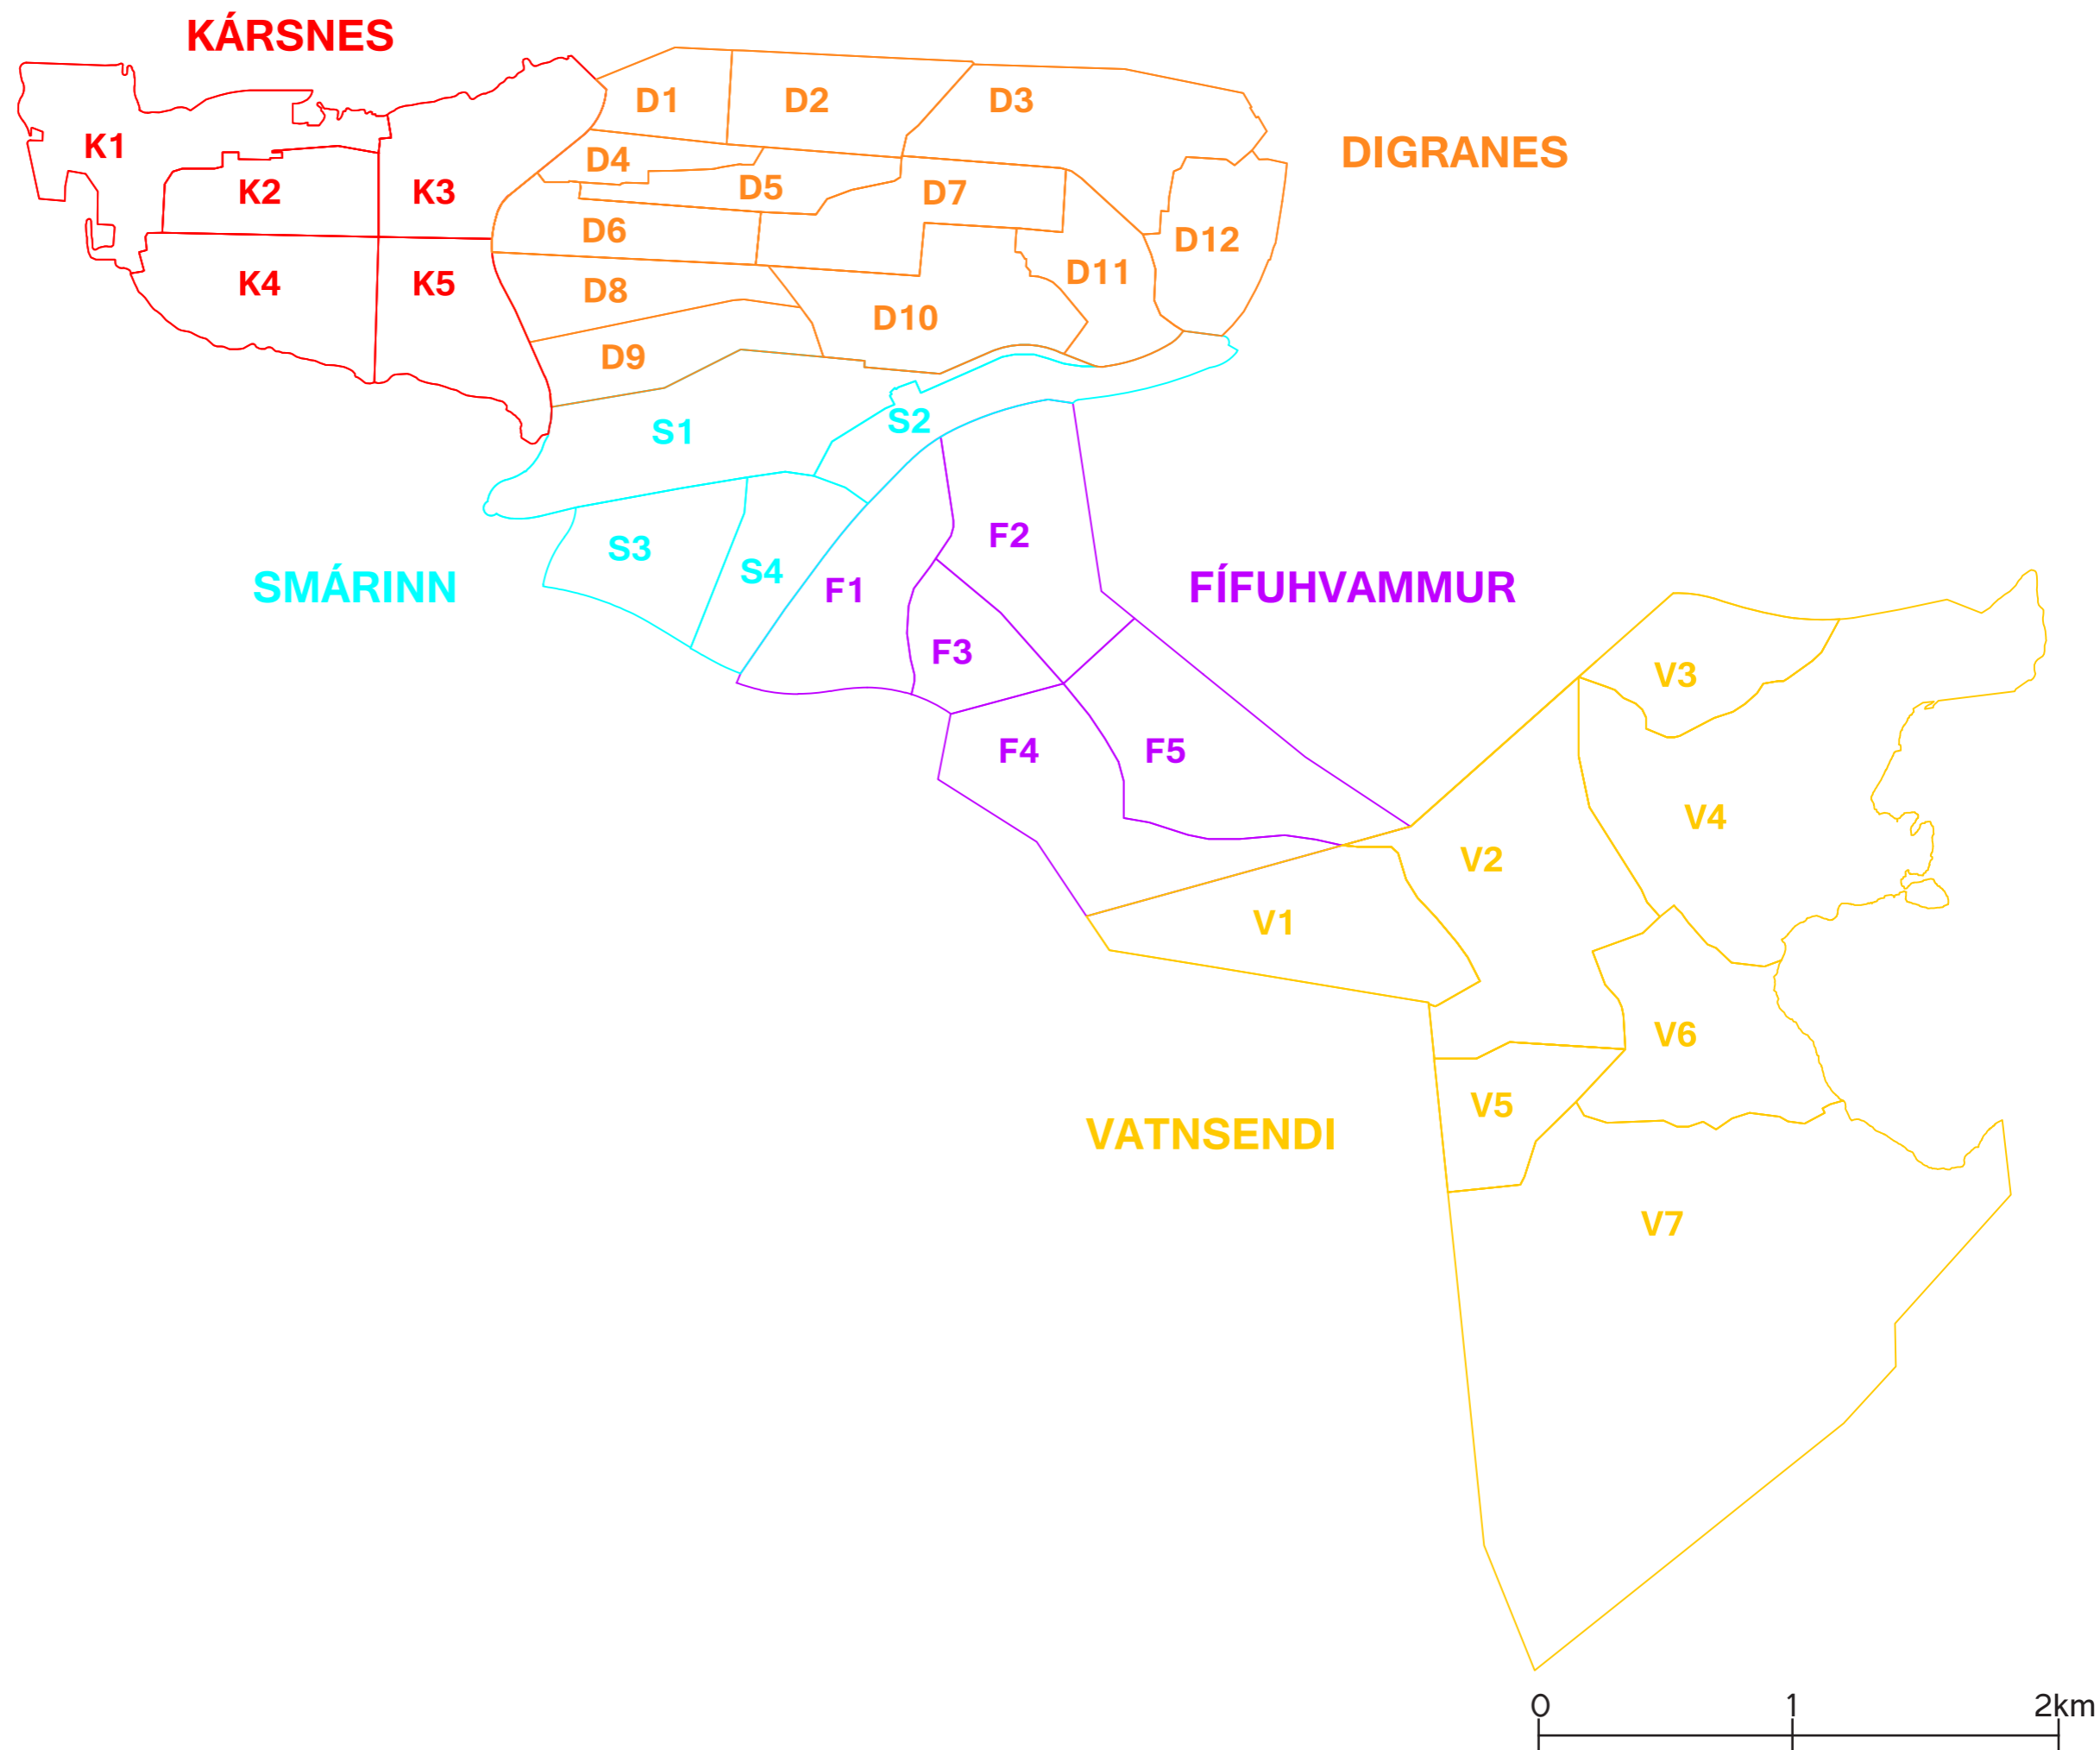 KÁRSNES
K1
K2
K3
K4
K5
DIGRANES
D1
D2
D3
D4
D5
D6
D7
D8
D9
D10
D11
D12
SMÁRINN
S1
S2
S3
S4
FÍFUHVAMMUR
F1
F2
F3
F4
F5
VATNSENDI
V1
V2
V3
V4
V5
V6
V7
0 1 2km